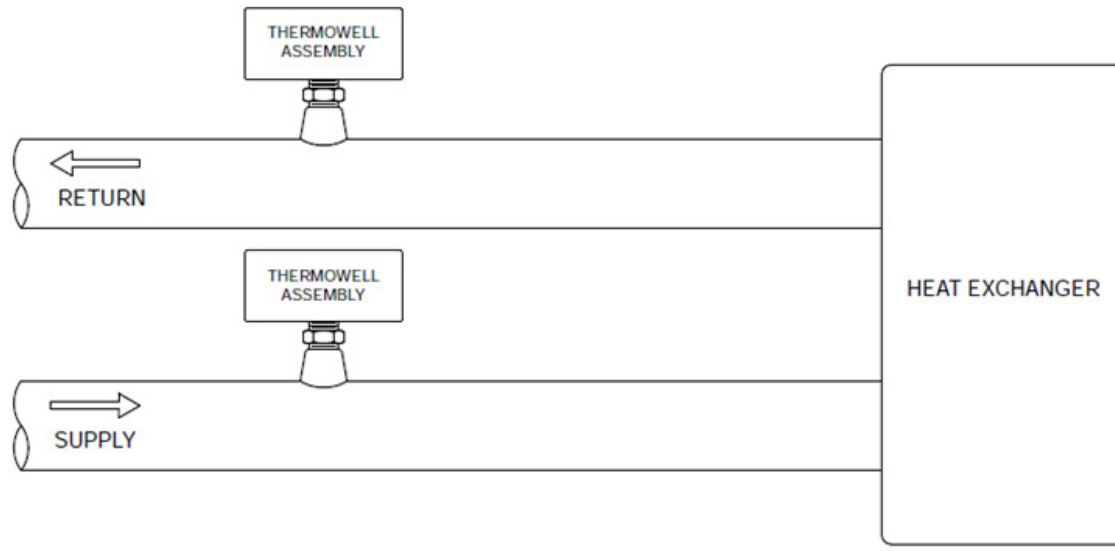 THERMOWELL
ASSEMBLY
RETURN
THERMOWELL
ASSEMBLY
HEAT EXCHANGER
SUPPLY